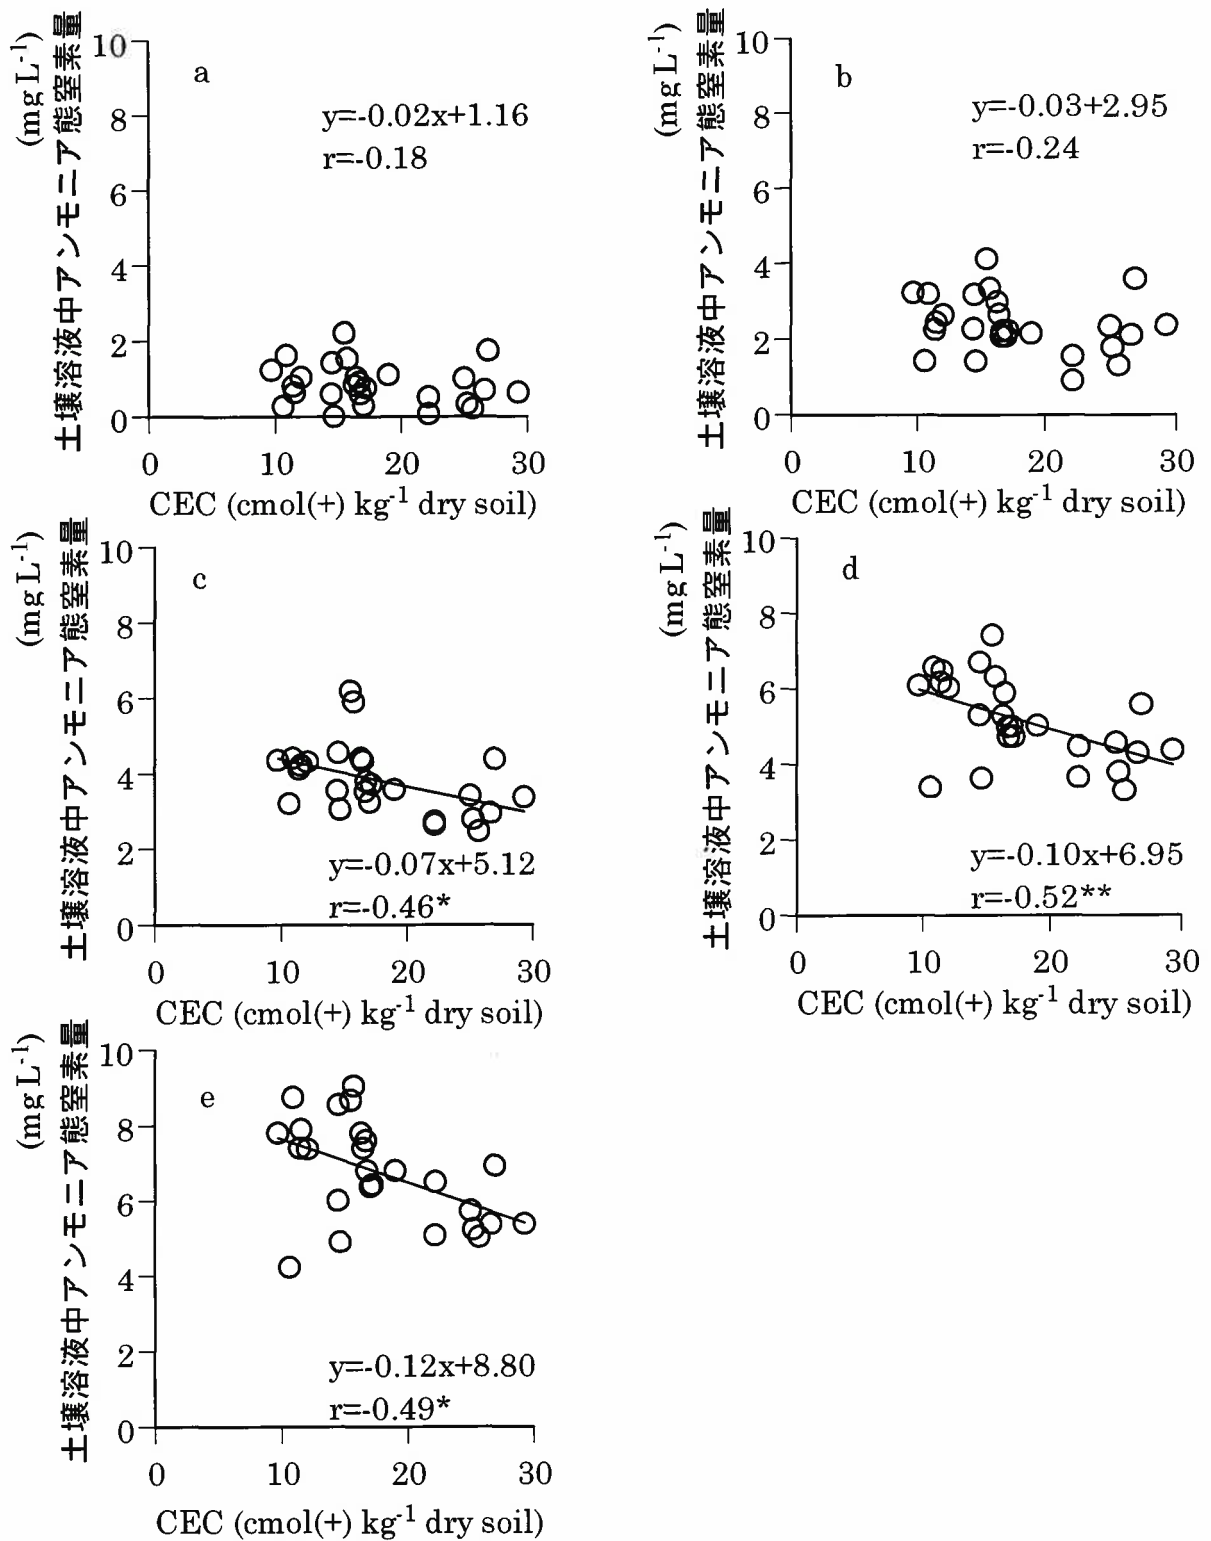 土壌溶液中アンモニア態窒素量
(mg L-1)
10
8
6
4
2
0
a
y=-0.02x+1.16
r=-0.18
0 10 20 30
CEC (cmol(+) kg-1 dry soil)
土壌溶液中アンモニア態窒素量
(mg L-1)
10
8
6
4
2
0
b
y=-0.03+2.95
r=-0.24
0 10 20 30
CEC (cmol(+) kg-1 dry soil)
土壌溶液中アンモニア態窒素量
(mg L-1)
10
8
6
4
2
0
c
y=-0.07x+5.12
r=-0.46*
0 10 20 30
CEC (cmol(+) kg-1 dry soil)
土壌溶液中アンモニア態窒素量
(mg L-1)
10
8
6
4
2
0
d
y=-0.10x+6.95
r=-0.52**
0 10 20 30
CEC (cmol(+) kg-1 dry soil)
土壌溶液中アンモニア態窒素量
(mg L-1)
10
8
6
4
2
0
e
y=-0.12x+8.80
r=-0.49*
0 10 20 30
CEC (cmol(+) kg-1 dry soil)